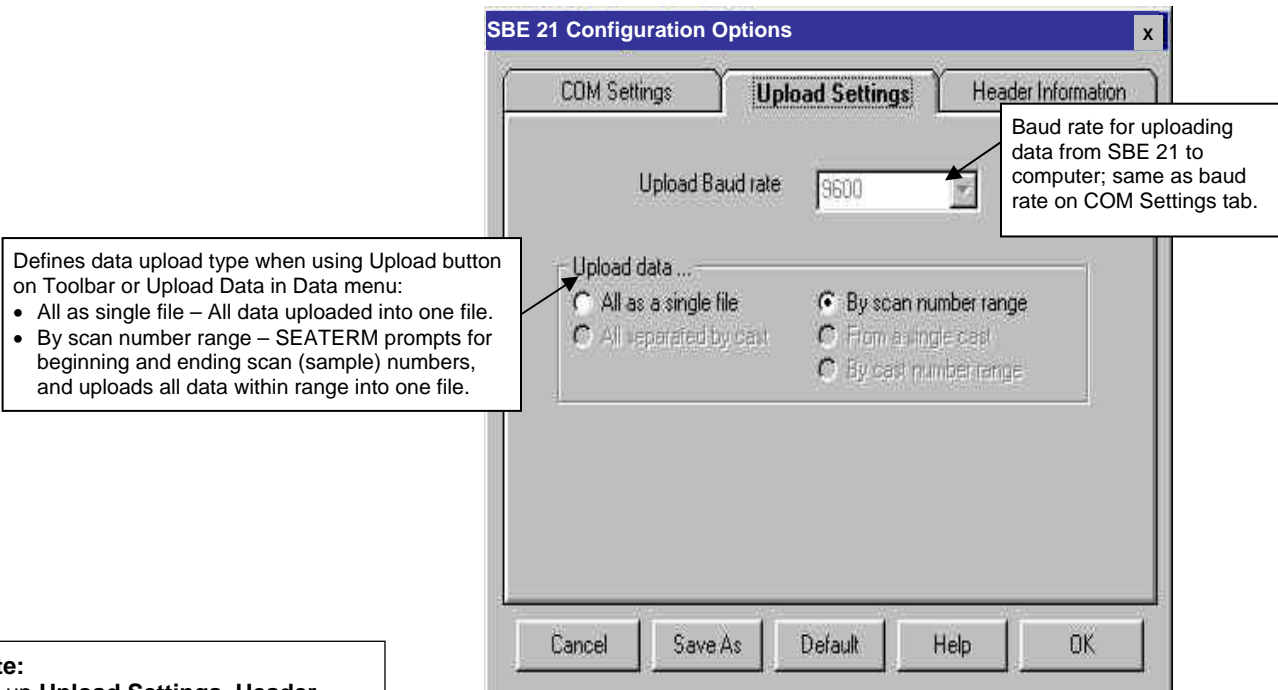 SBE 21 Configuration Options
x
COM Settings
Upload Settings
Header Information
Baud rate for uploading
data from SBE 21 to
computer; same as baud
rate on COM Settings tab.
Upload Baud rate
9600
Defines data upload type when using Upload button
on Toolbar or Upload Data in Data menu:
• All as single file – All data uploaded into one file.
• By scan number range – SEATERM prompts for
beginning and ending scan (sample) numbers,
and uploads all data within range into one file.
Upload data ...
All as a single file
By scan number range
All separated by cast
From a single cast
By cast number range
Cancel
Save As
Default
Help
OK
te:
up Upload Settings, Header